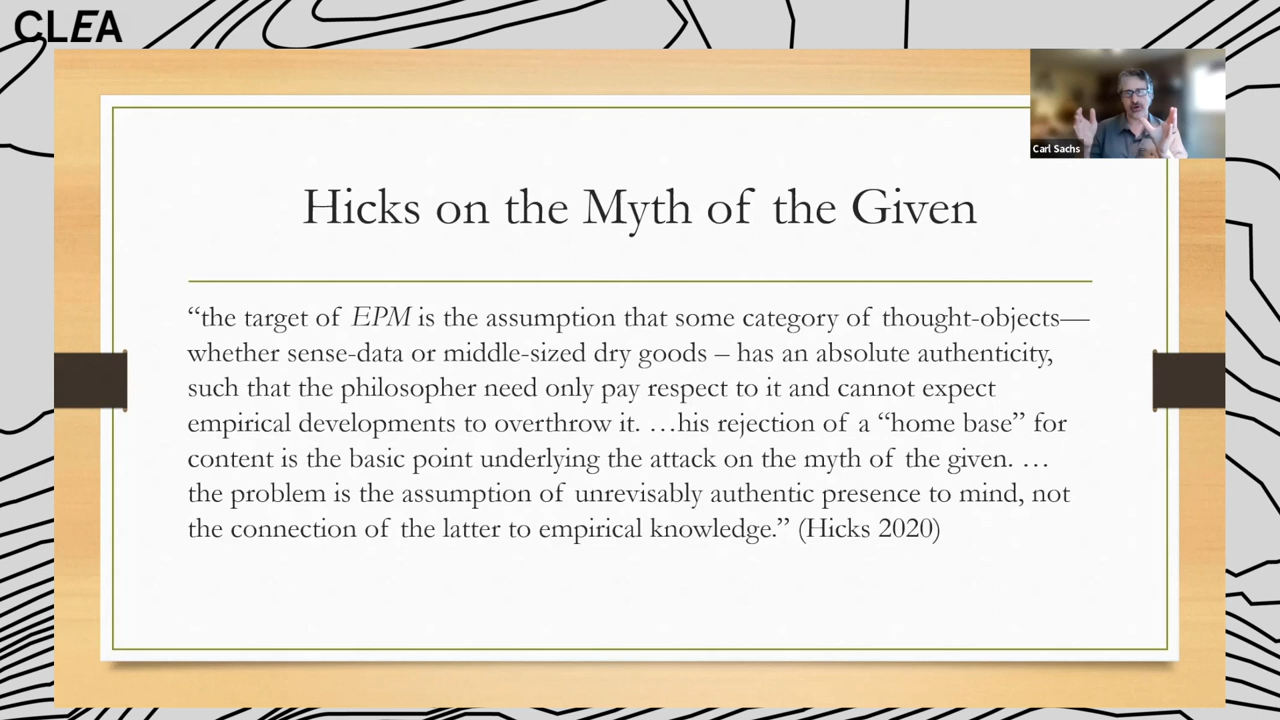 CLEA
Carl Sachs
Hicks on the Myth of the Given
“the target of EPM is the assumption that some category of thought-objects—
whether sense-data or middle-sized dry goods – has an absolute authenticity,
such that the philosopher need only pay respect to it and cannot expect
empirical developments to overthrow it. …his rejection of a “home base” for
content is the basic point underlying the attack on the myth of the given. …
the problem is the assumption of unrevisably authentic presence to mind, not
the connection of the latter to empirical knowledge.” (Hicks 2020)